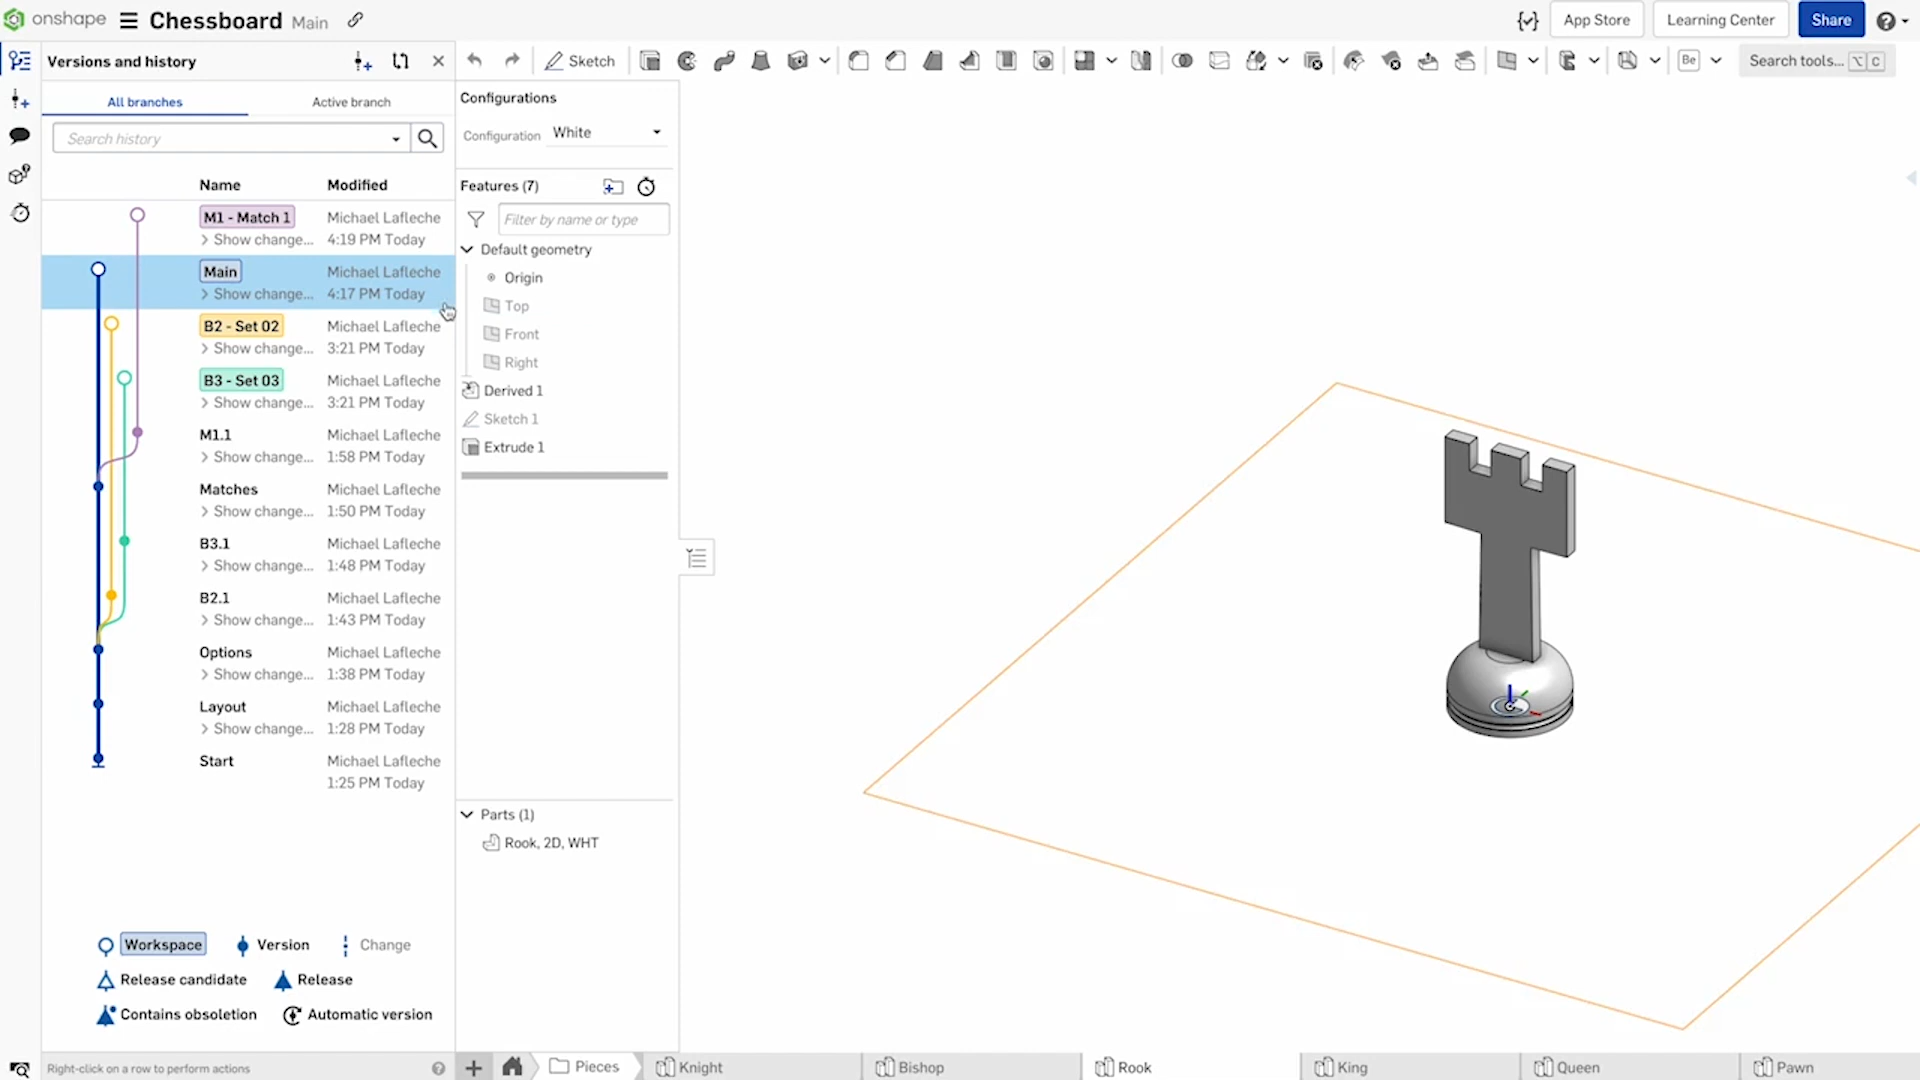 onshape Chessboard Main
App Store Learning Center Share
Versions and history
Sketch
Be
Search tools... ⌥ C
All branches Active branch
Search history
Name Modified
M1 - Match 1 Michael Lafleche
Show change... 4:19 PM Today
Main Michael Lafleche
Show change... 4:17 PM Today
B2 - Set 02 Michael Lafleche
Show change... 3:21 PM Today
B3 - Set 03 Michael Lafleche
Show change... 3:21 PM Today
M1.1 Michael Lafleche
Show change... 1:58 PM Today
Matches Michael Lafleche
Show change... 1:50 PM Today
B3.1 Michael Lafleche
Show change... 1:48 PM Today
B2.1 Michael Lafleche
Show change... 1:43 PM Today
Options Michael Lafleche
Show change... 1:38 PM Today
Layout Michael Lafleche
Show change... 1:28 PM Today
Start Michael Lafleche
1:25 PM Today
Workspace Version Change
Release candidate Release
Contains obsoletion Automatic version
Right-click on a row to perform actions
Configurations
Configuration White
Features (7)
Filter by name or type
Default geometry
Origin
Top
Front
Right
Derived 1
Sketch 1
Extrude 1
Parts (1)
Rook, 2D, WHT
Pieces Knight Bishop Rook King Queen Pawn